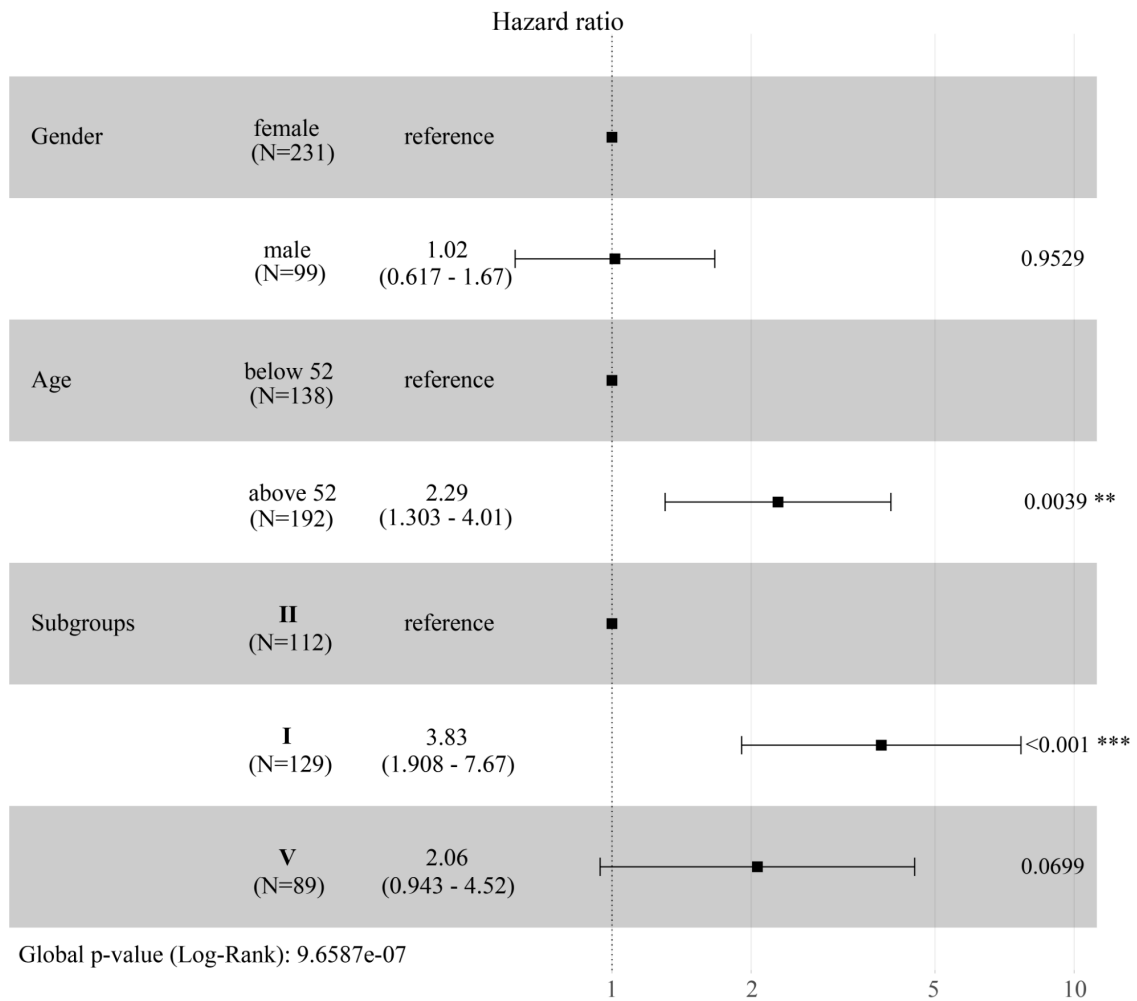 Hazard ratio
Gender female reference
(N=231)
male 1.02 0.9529
(N=99) (0.617 - 1.67)
Age below 52 reference
(N=138)
above 52 2.29 0.0039 **
(N=192) (1.303 - 4.01)
Subgroups II reference
(N=112)
I 3.83 <0.001 ***
(N=129) (1.908 - 7.67)
V 2.06 0.0699
(N=89) (0.943 - 4.52)
Global p-value (Log-Rank): 9.6587e-07
1 2 5 10